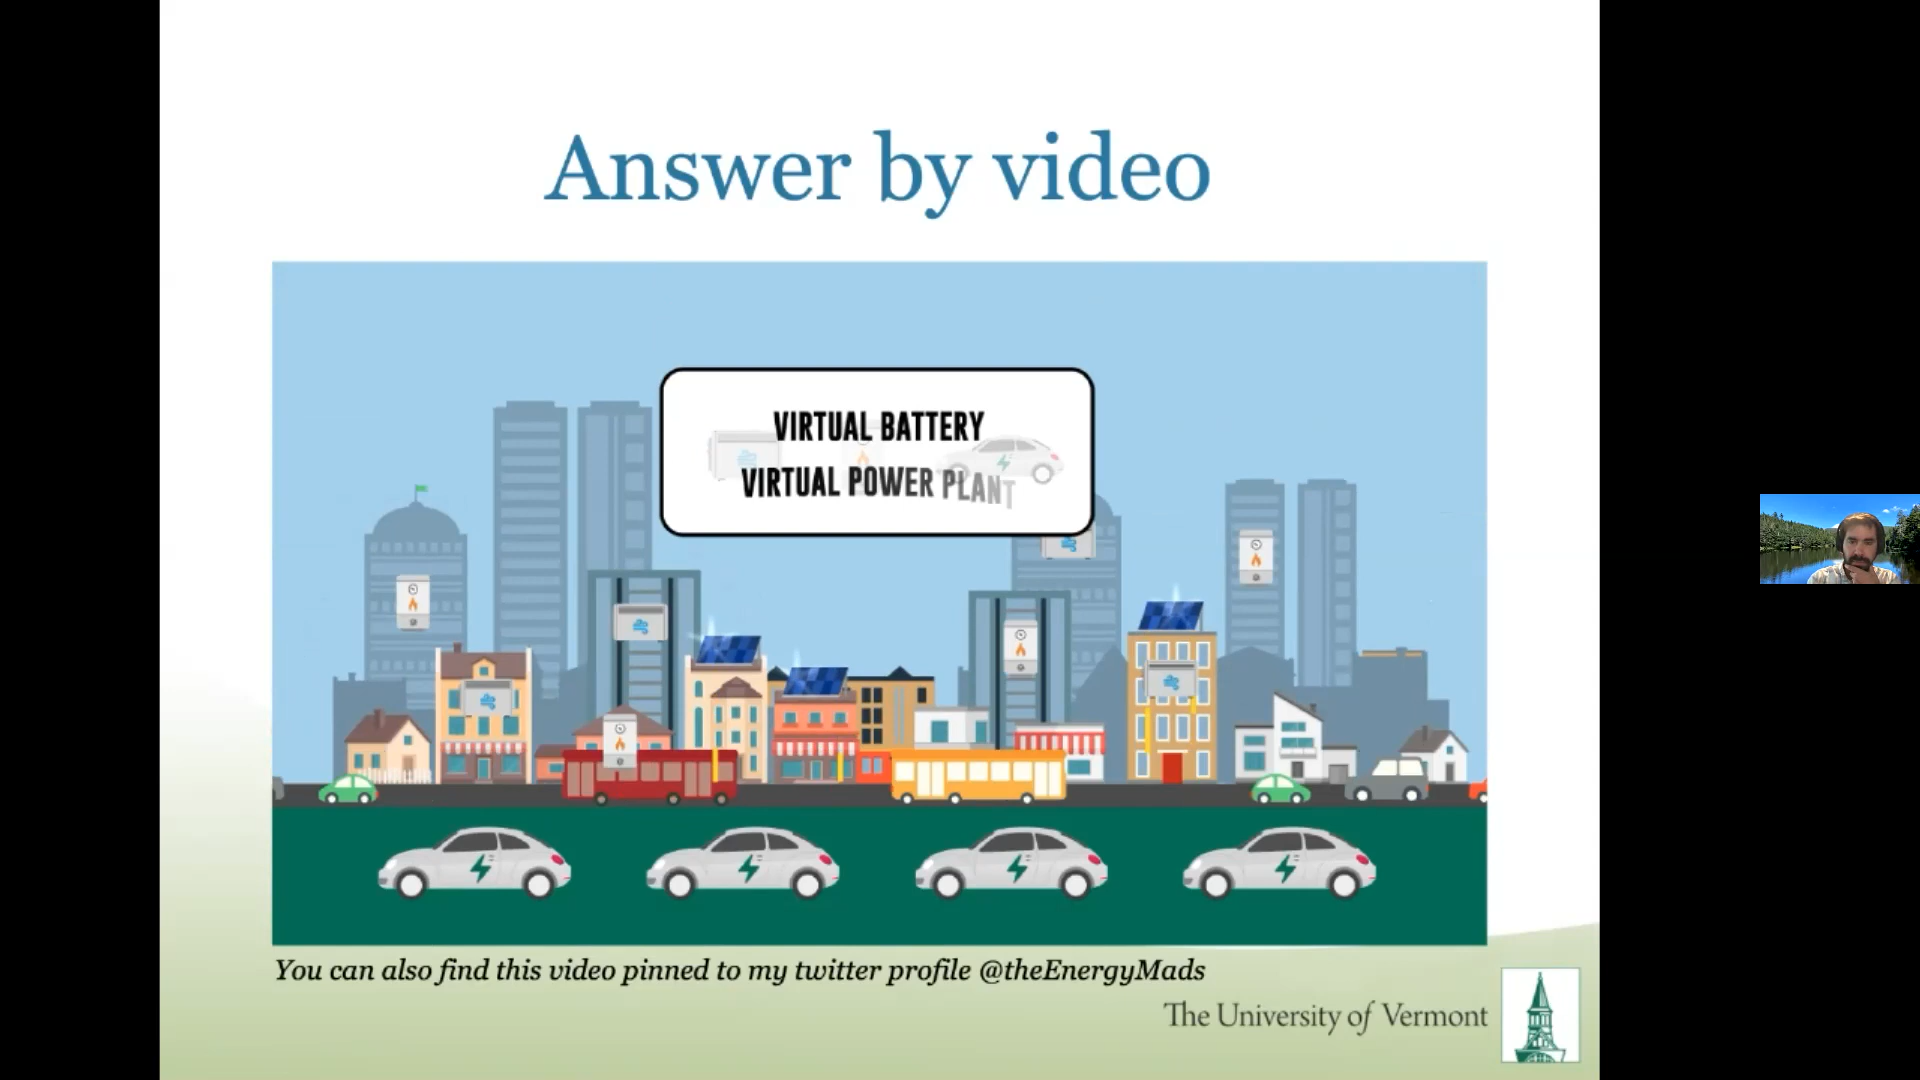 Answer by video
VIRTUAL BATTERY
VIRTUAL POWER PLANT
You can also find this video pinned to my twitter profile @theEnergyMads
The University of Vermont